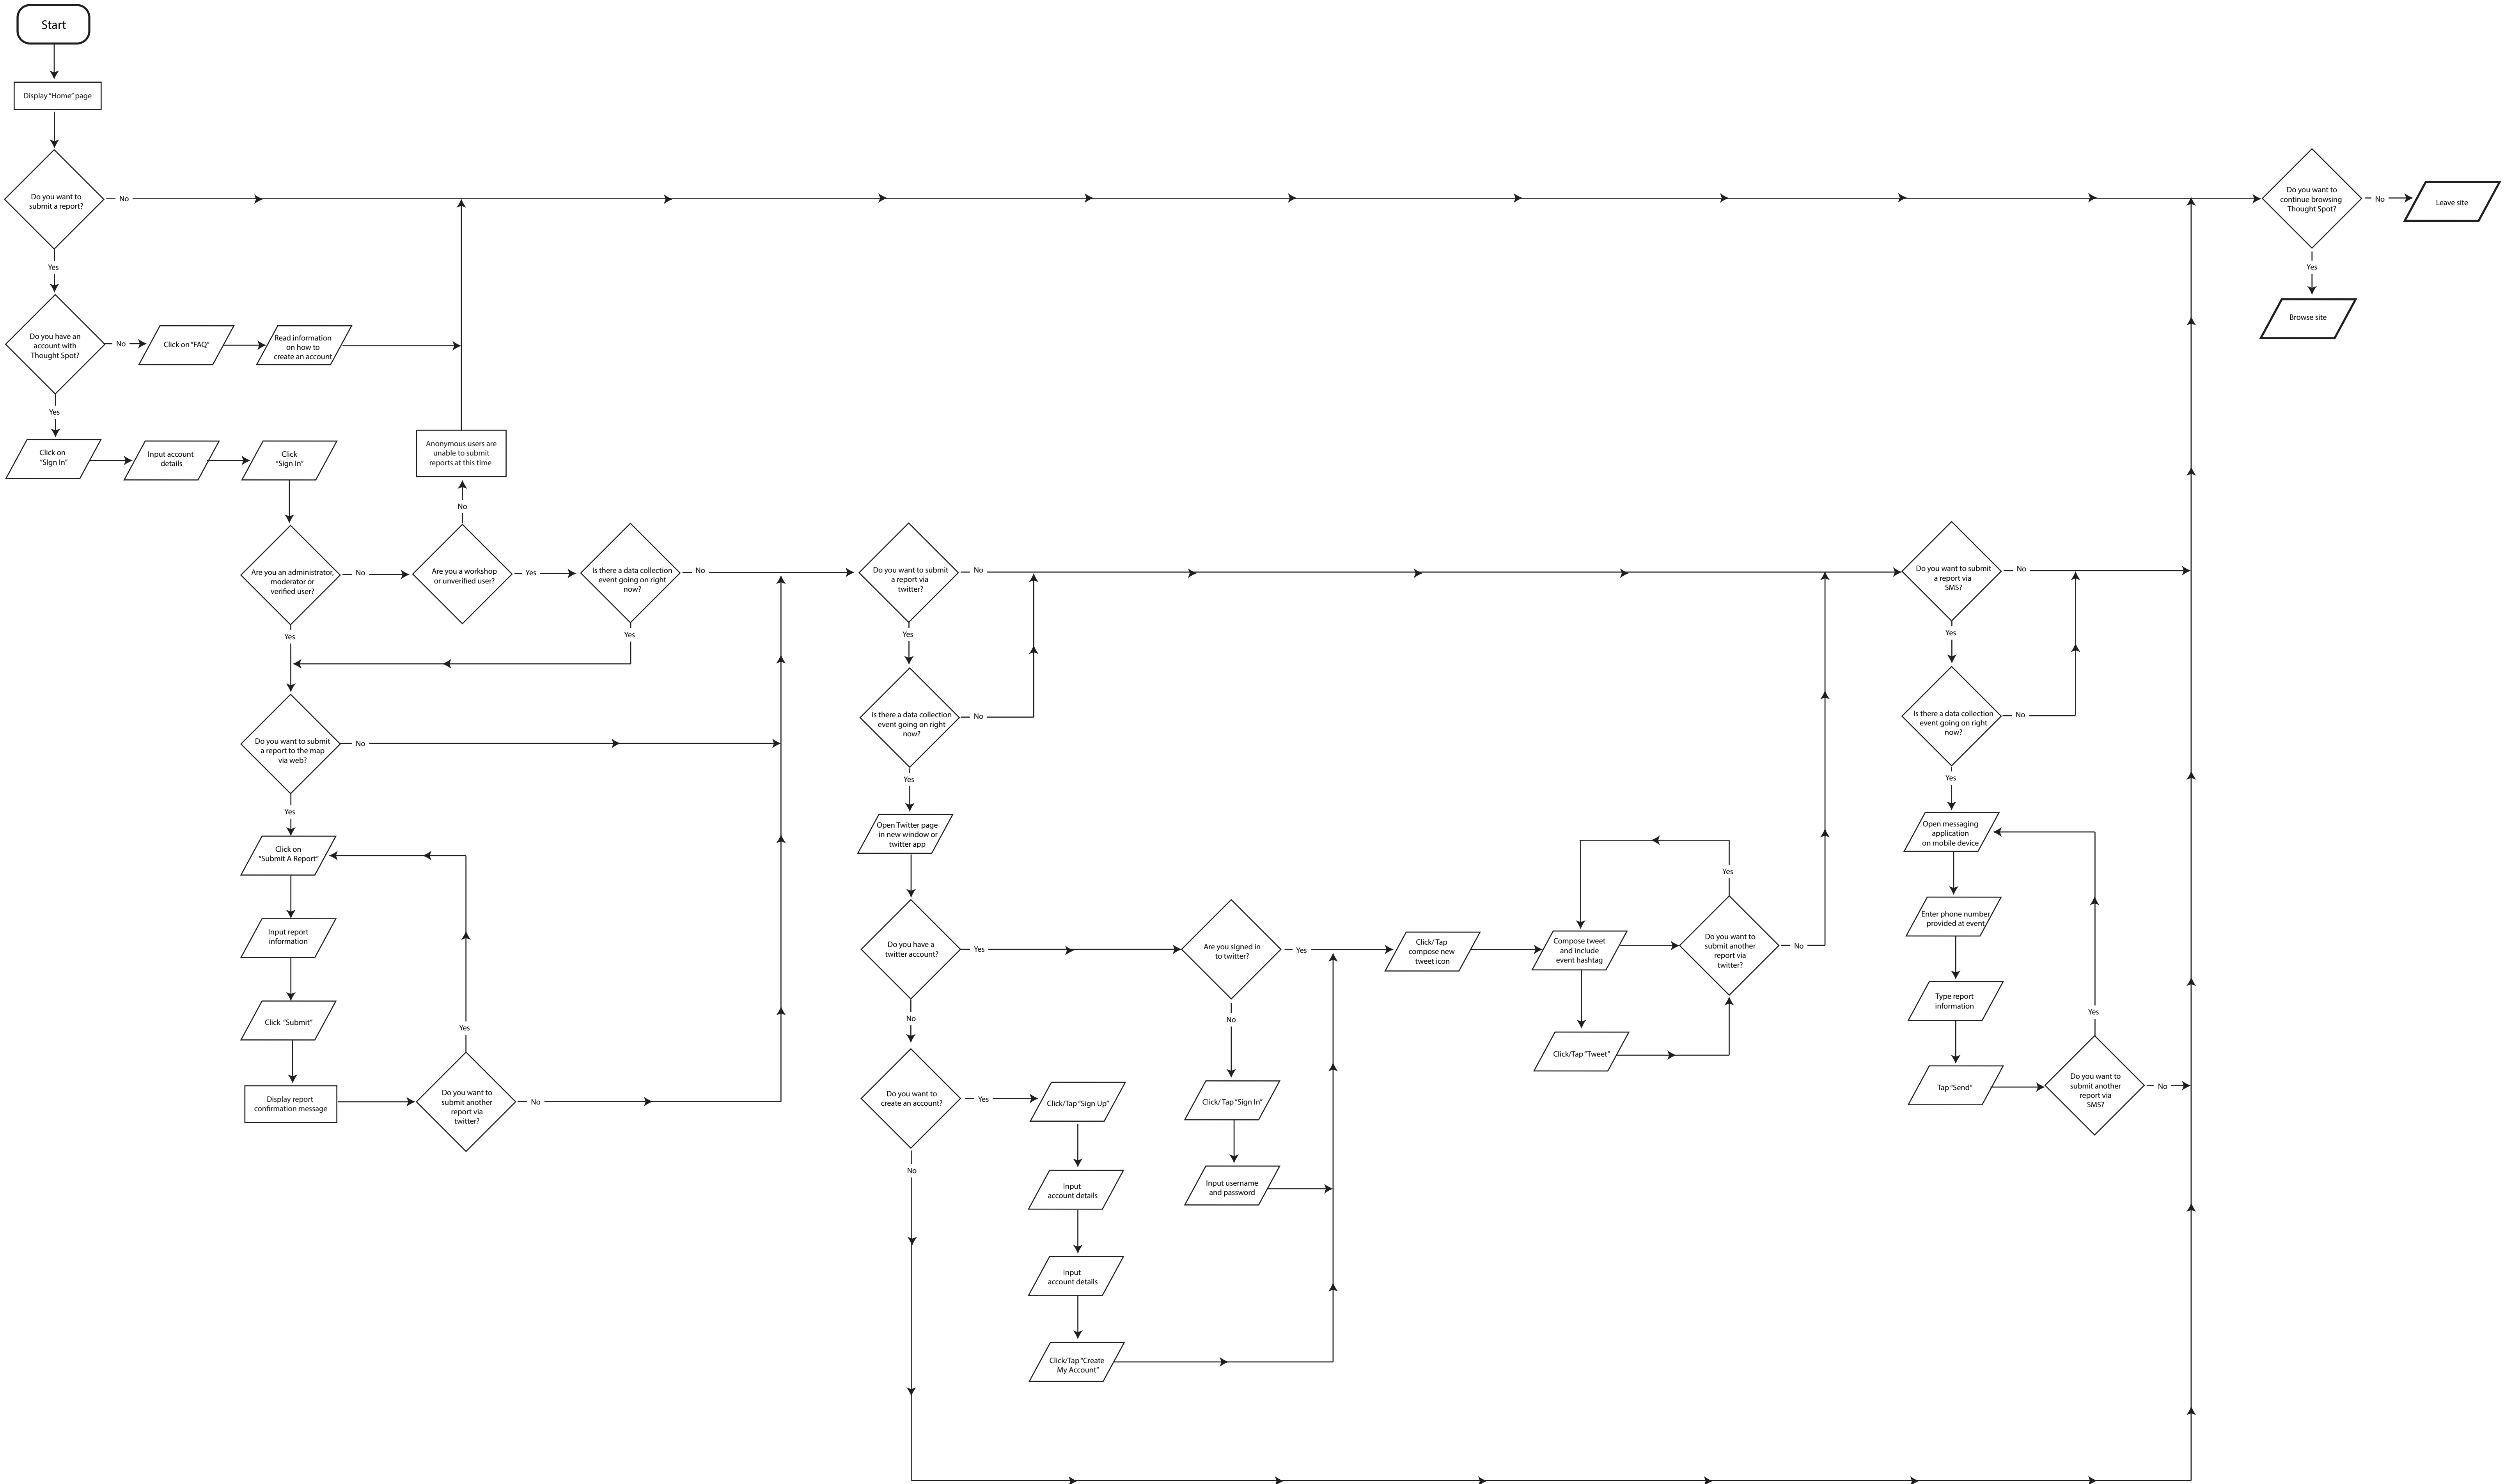 Start
Display “Home” page
Do you want to
submit a report?
No
Do you want to
continue browsing
Thought Spot?
No
Leave site
Yes
Yes
Browse site
Do you have an
account with
Thought Spot?
No
Click on “FAQ”
Read information
on how to
create an account
Yes
Click on
“SIgn In”
Input account
details
Click
“Sign In”
Anonymous users are
unable to submit
reports at this time
No
Are you an administrator,
moderator or
verified user?
No
Are you a workshop
or unverified user?
Yes
Is there a data collection
event going on right
now?
No
Do you want to submit
a report via
twitter?
No
Do you want to submit
a report via
SMS?
No
Yes
Yes
Yes
Yes
Do you want to submit
a report to the map
via web?
No
Is there a data collection
event going on right
now?
No
Is there a data collection
event going on right
now?
No
Yes
Yes
Yes
Click on
“Submit A Report”
Open Twitter page
in new window or
twitter app
Open messaging
application
on mobile device
Yes
Input report
information
Do you have a
twitter account?
Yes
Are you signed in
to twitter?
Yes
Click/ Tap
compose new
tweet icon
Compose tweet
and include
event hashtag
Do you want to
submit another
report via
twitter?
No
Enter phone number
provided at event
Click “Submit”
Yes
No
No
Type report
information
Yes
Click/Tap “Tweet”
Display report
confirmation message
Do you want to
submit another
report via
twitter?
No
Do you want to
create an account?
Yes
Click/Tap “Sign Up”
Click/ Tap “Sign In”
Tap “Send”
Do you want to
submit another
report via
SMS?
No
No
Input
account details
Input username
and password
Input
account details
Click/Tap “Create
My Account”